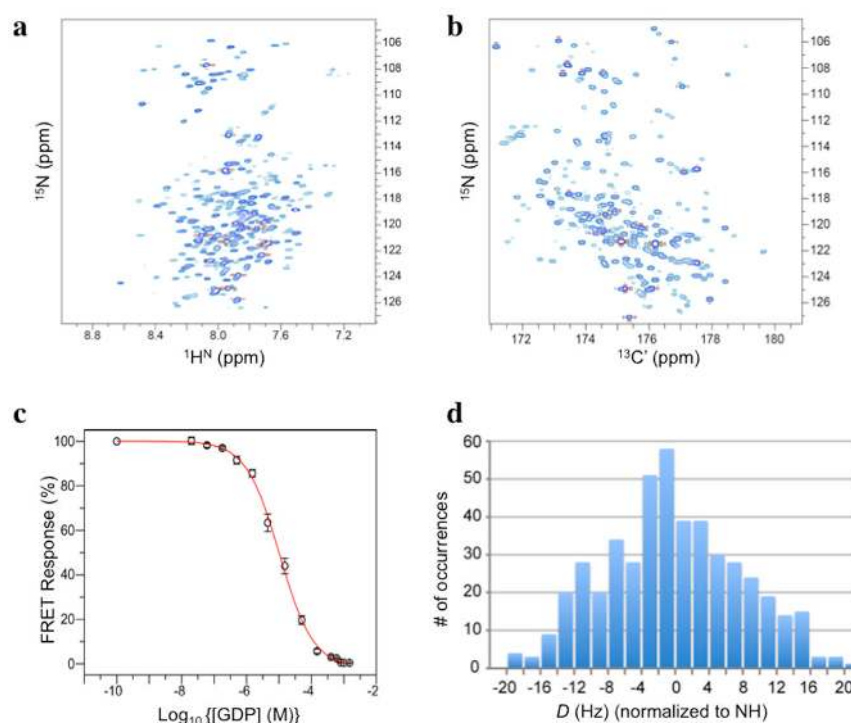 a
106
108
110
112
114
116
118
120
122
124
126
¹⁵N (ppm)
8.8 8.4 8.0 7.6 7.2
¹Hᴺ (ppm)
b
106
108
110
112
114
116
118
120
122
124
126
¹⁵N (ppm)
172 174 176 178 180
¹³C' (ppm)
c
100
80
60
40
20
0
FRET Response (%)
-10 -8 -6 -4 -2
Log₁₀{[GDP] (M)}
d
60
50
40
30
20
10
0
# of occurrences
-20 -16 -12 -8 -4 0 4 8 12 16 20
D (Hz) (normalized to NH)